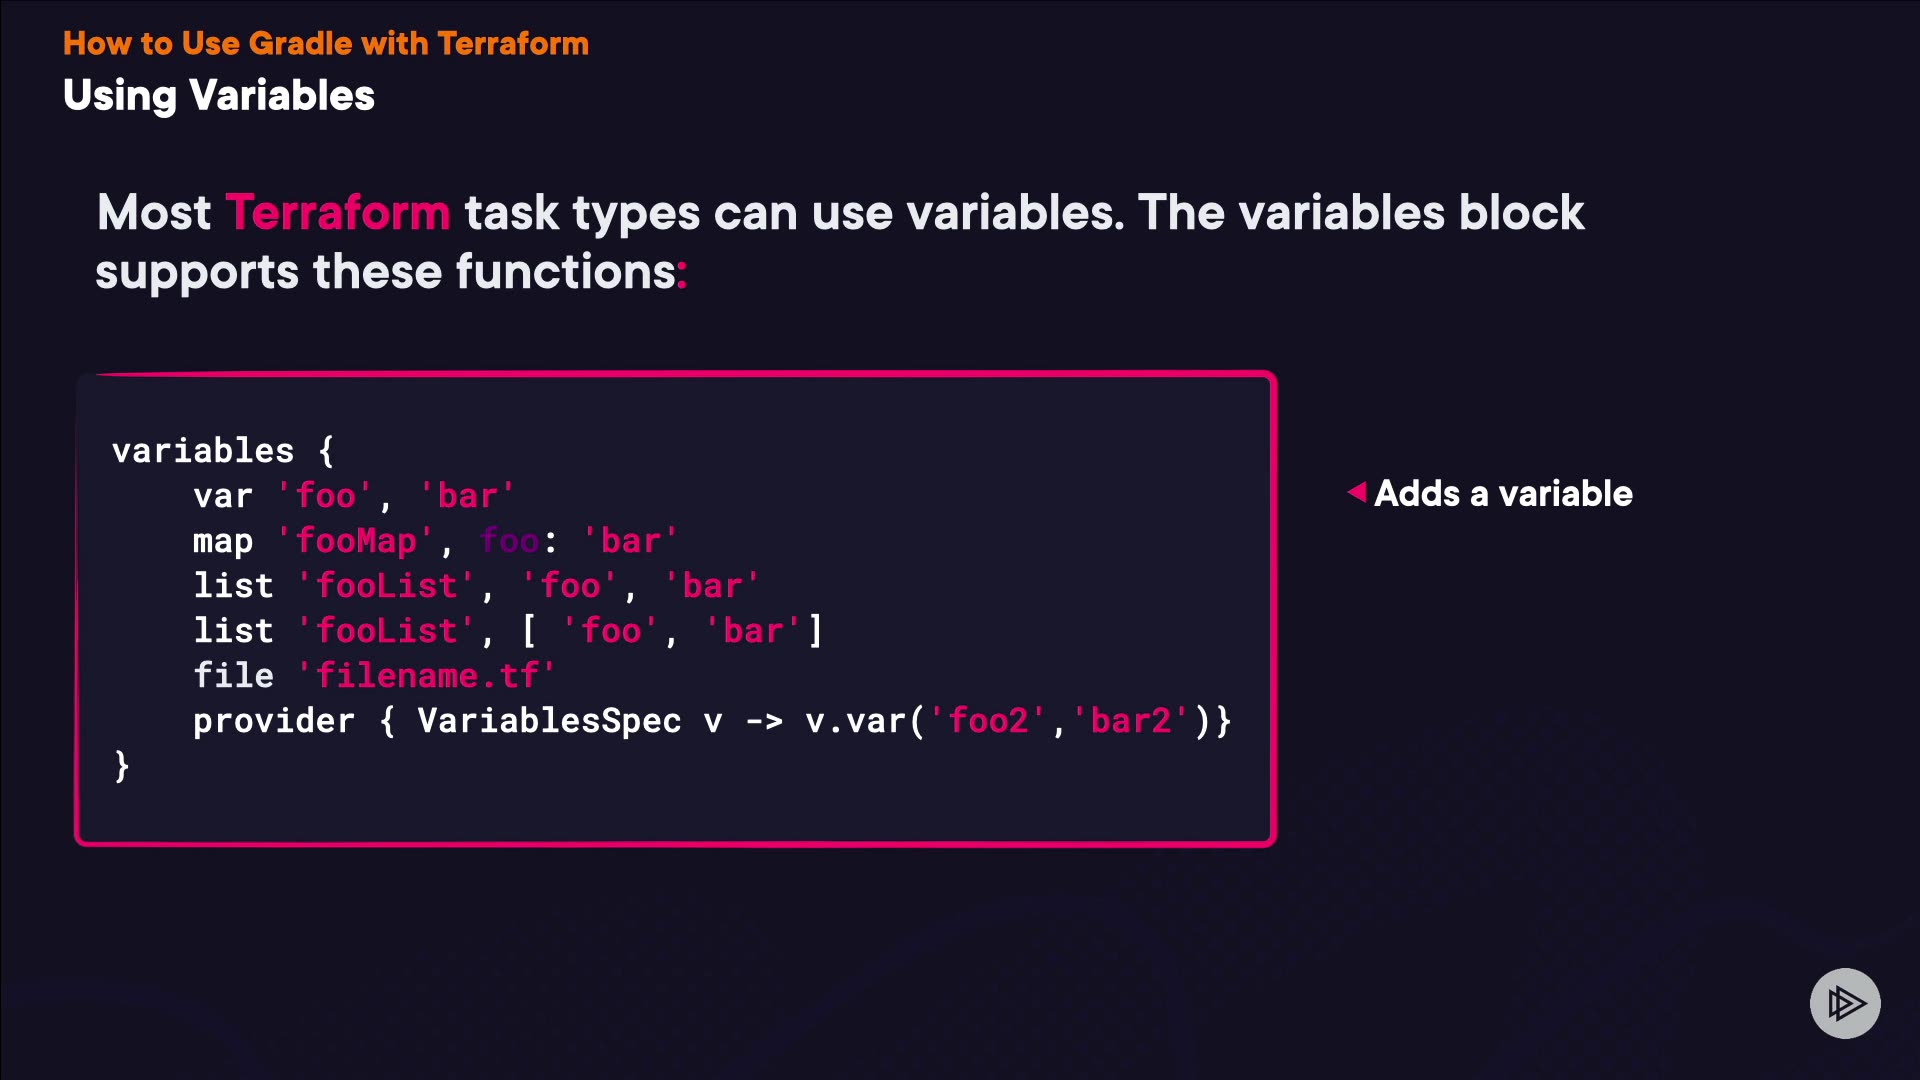 How to Use Gradle with Terraform
Using Variables
Most Terraform task types can use variables. The variables block
supports these functions:
variables {
    var 'foo', 'bar'
    map 'fooMap', foo: 'bar'
    list 'fooList', 'foo', 'bar'
    list 'fooList', [ 'foo', 'bar']
    file 'filename.tf'
    provider { VariablesSpec v -> v.var('foo2','bar2')}
}
Adds a variable